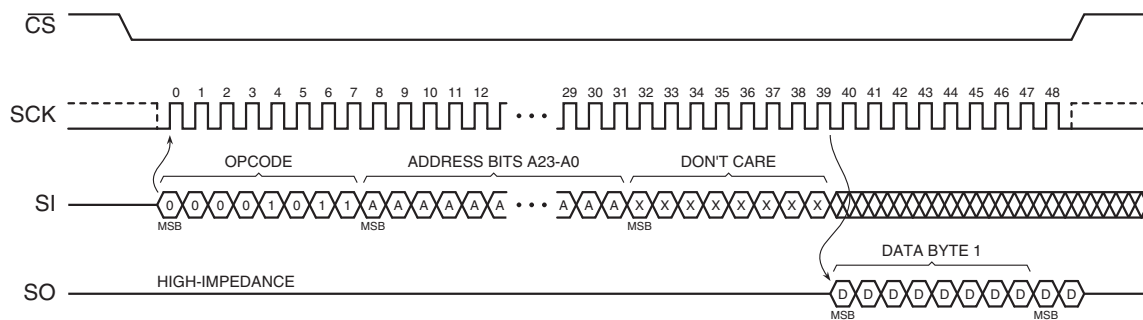 CS
0 1 2 3 4 5 6 7 8 9 10 11 12 29 30 31 32 33 34 35 36 37 38 39 40 41 42 43 44 45 46 47 48
SCK
OPCODE ADDRESS BITS A23-A0 DON'T CARE
SI 0 0 0 0 1 0 1 1 A A A A A A A A A X X X X X X X X
MSB MSB MSB
DATA BYTE 1
HIGH-IMPEDANCE
SO D D D D D D D D D D
MSB MSB